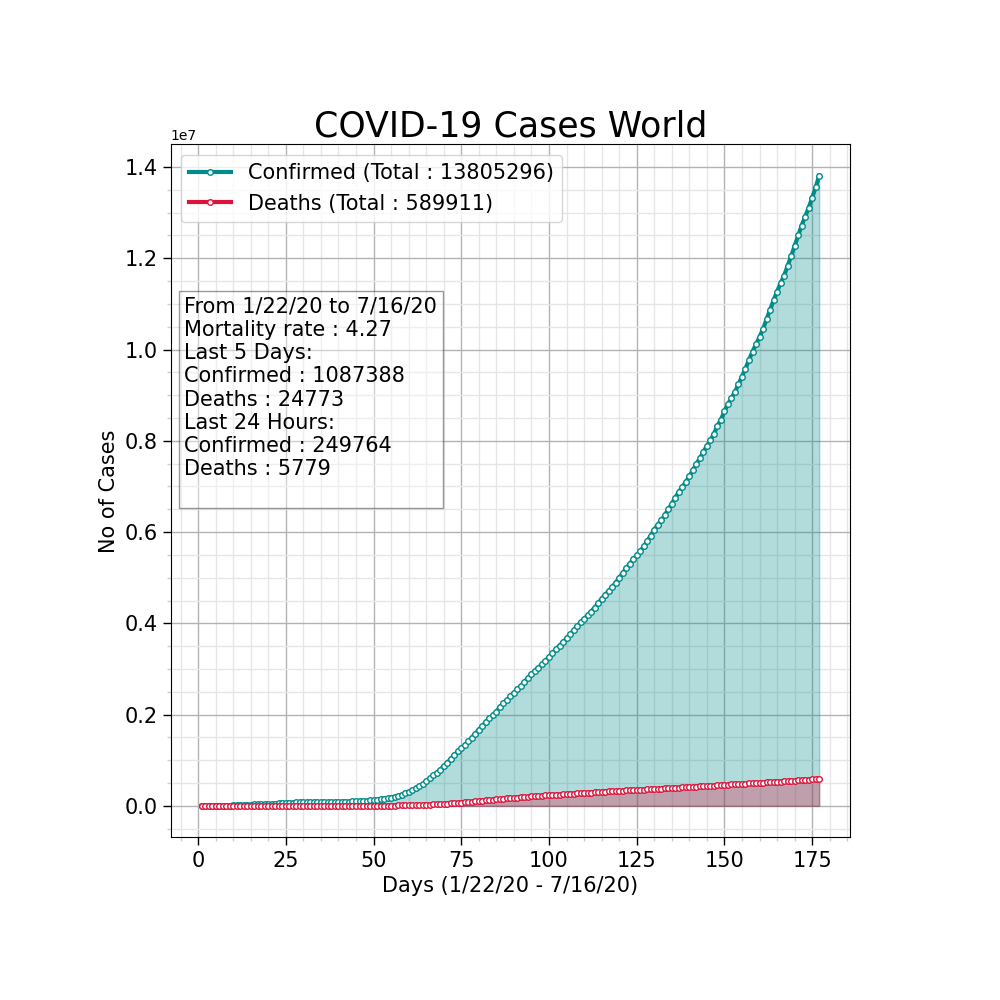 COVID-19 Cases World
1e7
Confirmed (Total : 13805296)
Deaths (Total : 589911)
From 1/22/20 to 7/16/20
Mortality rate : 4.27
Last 5 Days:
Confirmed : 1087388
Deaths : 24773
Last 24 Hours:
Confirmed : 249764
Deaths : 5779
No of Cases
1.4
1.2
1.0
0.8
0.6
0.4
0.2
0.0
0 25 50 75 100 125 150 175
Days (1/22/20 - 7/16/20)